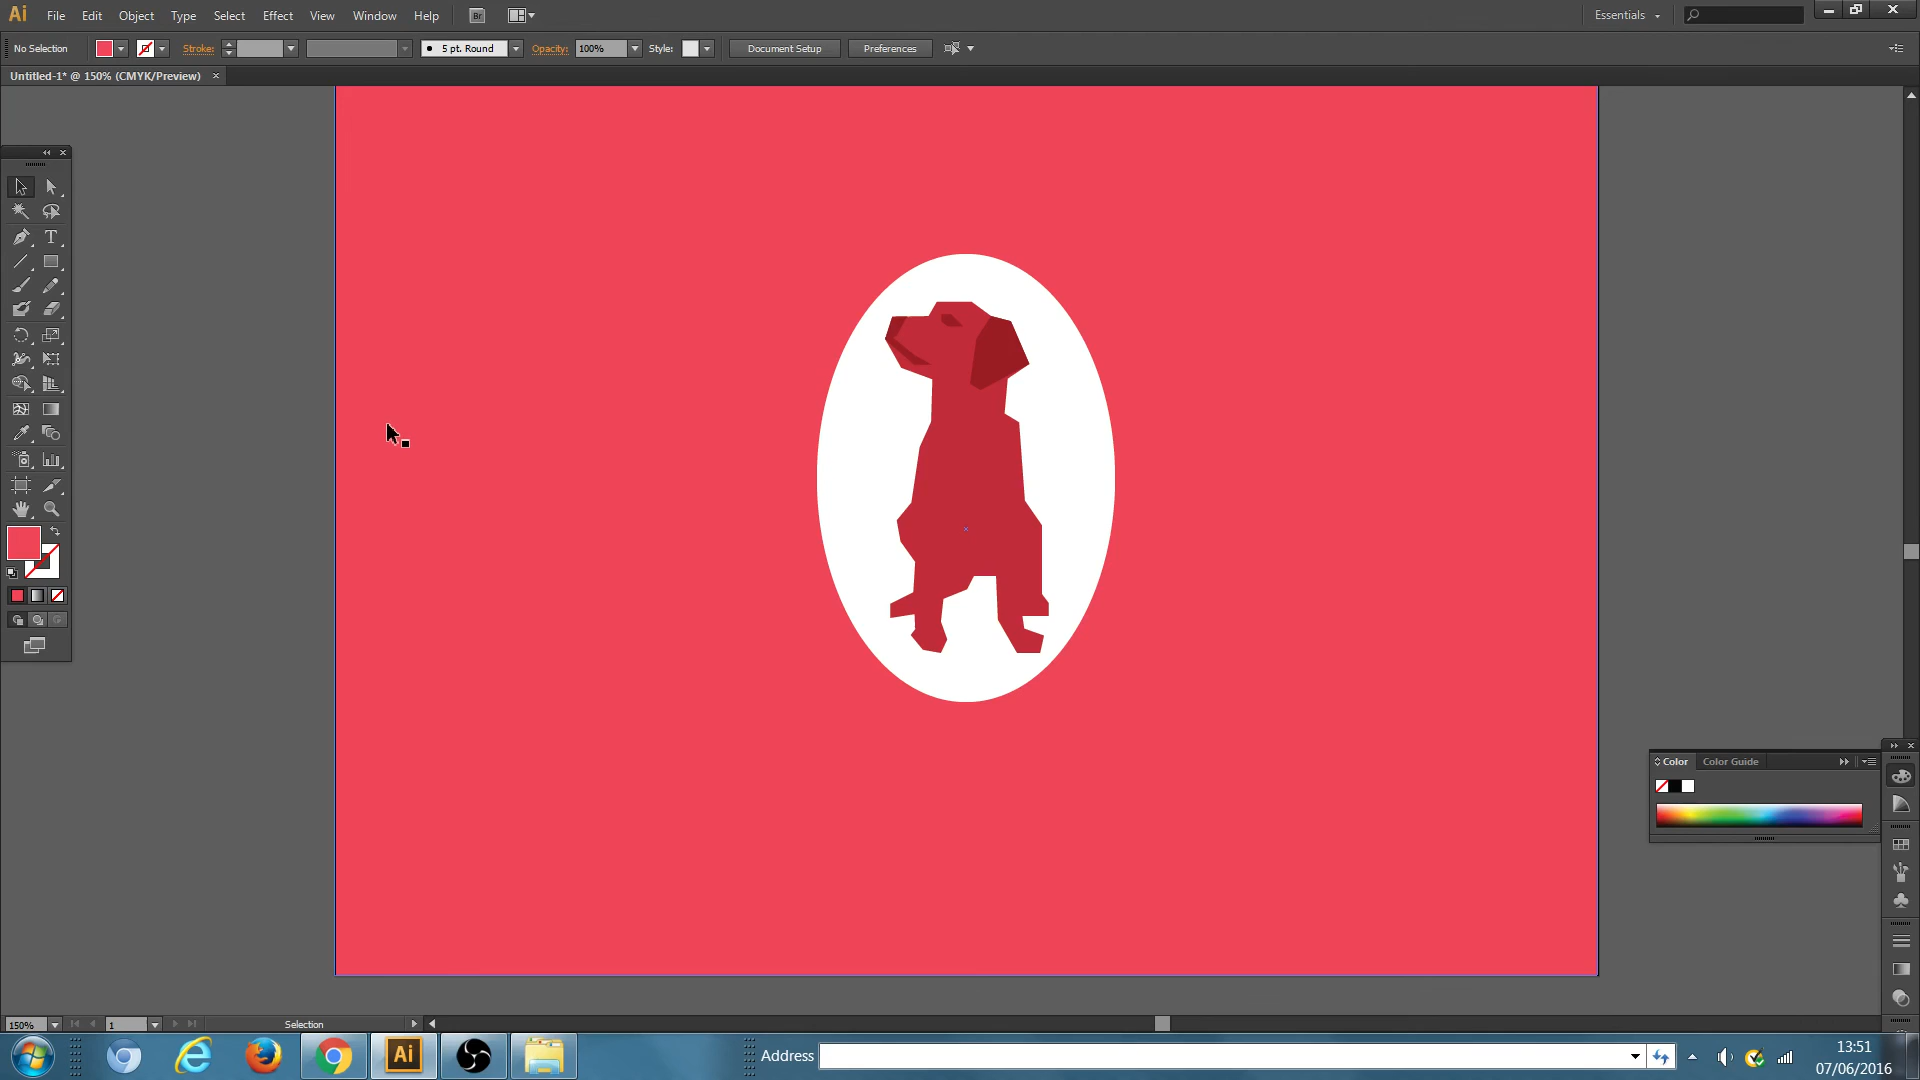 Ai File Edit Object Type Select Effect View Window Help Br Essentials
No Selection Stroke: 5 pt. Round Opacity: 100% Style: Document Setup Preferences
Untitled-1* @ 150% (CMYK/Preview)
T
Color Color Guide
150% 1 Selection
Ai Address 13:51
07/06/2016